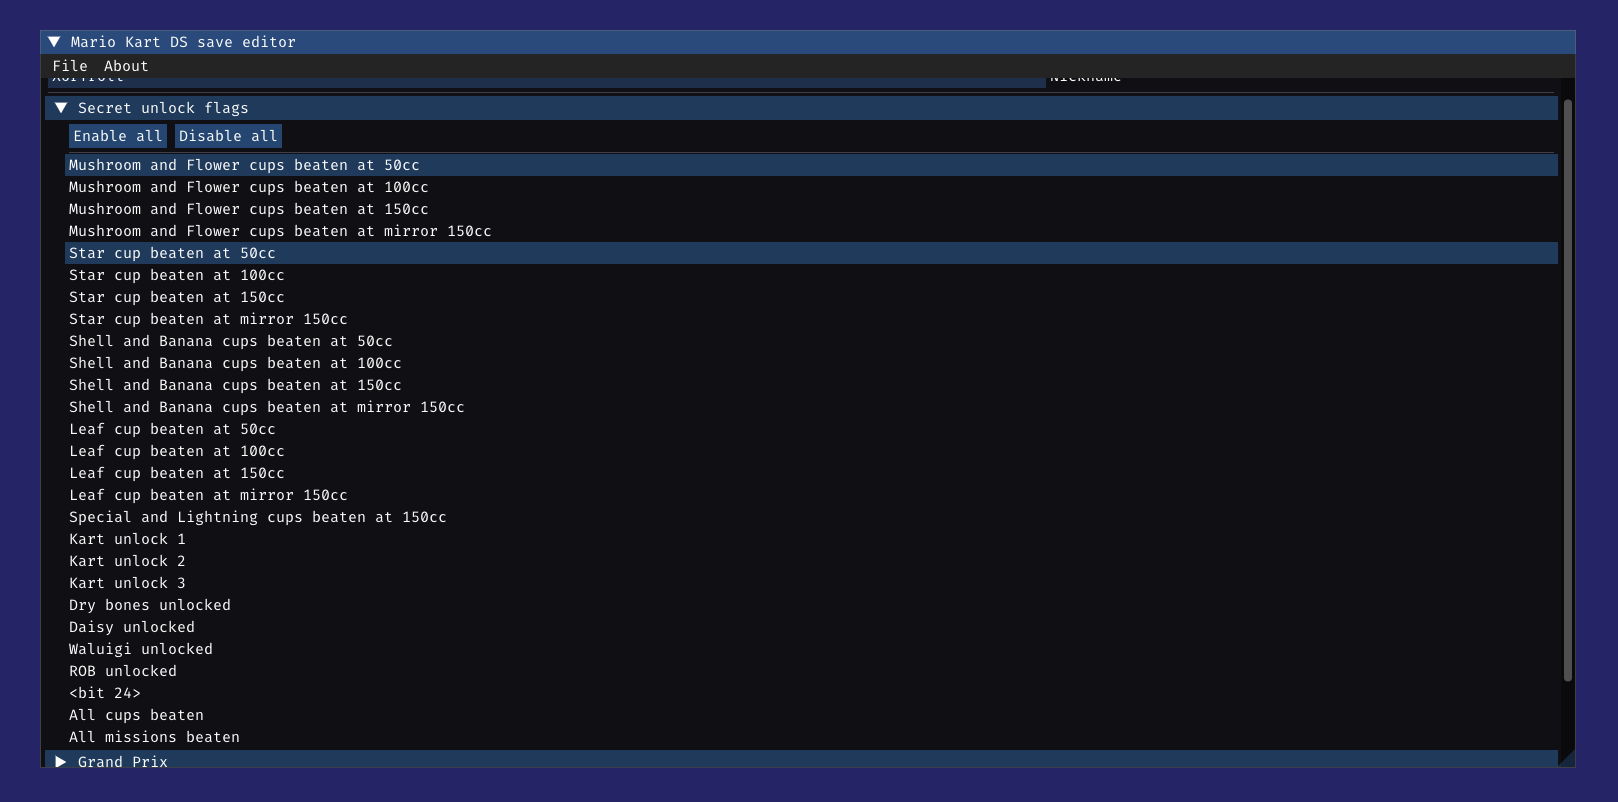 Mario Kart DS save editor
File About
Nickname
Secret unlock flags
Enable all Disable all
Mushroom and Flower cups beaten at 50cc
Mushroom and Flower cups beaten at 100cc
Mushroom and Flower cups beaten at 150cc
Mushroom and Flower cups beaten at mirror 150cc
Star cup beaten at 50cc
Star cup beaten at 100cc
Star cup beaten at 150cc
Star cup beaten at mirror 150cc
Shell and Banana cups beaten at 50cc
Shell and Banana cups beaten at 100cc
Shell and Banana cups beaten at 150cc
Shell and Banana cups beaten at mirror 150cc
Leaf cup beaten at 50cc
Leaf cup beaten at 100cc
Leaf cup beaten at 150cc
Leaf cup beaten at mirror 150cc
Special and Lightning cups beaten at 150cc
Kart unlock 1
Kart unlock 2
Kart unlock 3
Dry bones unlocked
Daisy unlocked
Waluigi unlocked
ROB unlocked
<bit 24>
All cups beaten
All missions beaten
Grand Prix